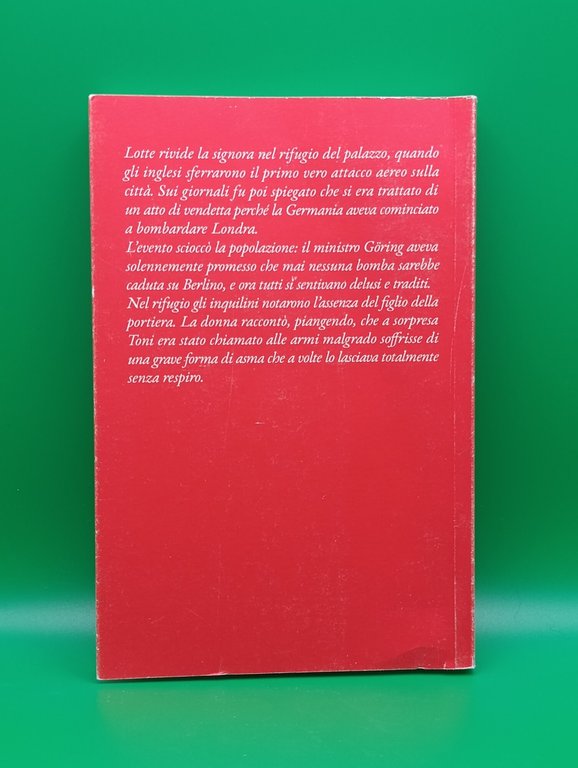 Lotte rivide la signora nel rifugio del palazzo, quando
gli inglesi sferrarono il primo vero attacco aereo sulla
città. Sui giornali fu poi spiegato che si era trattato di
un atto di vendetta perché la Germania aveva cominciato
a bombardare Londra.
L'evento scioccò la popolazione: il ministro Göring aveva
solennemente promesso che mai nessuna bomba sarebbe
caduta su Berlino, e ora tutti si sentivano delusi e traditi.
Nel rifugio gli inquilini notarono l'assenza del figlio della
portiera. La donna raccontò, piangendo, che a sorpresa
Toni era stato chiamato alle armi malgrado soffrisse di
una grave forma di asma che a volte lo lasciava totalmente
senza respiro.